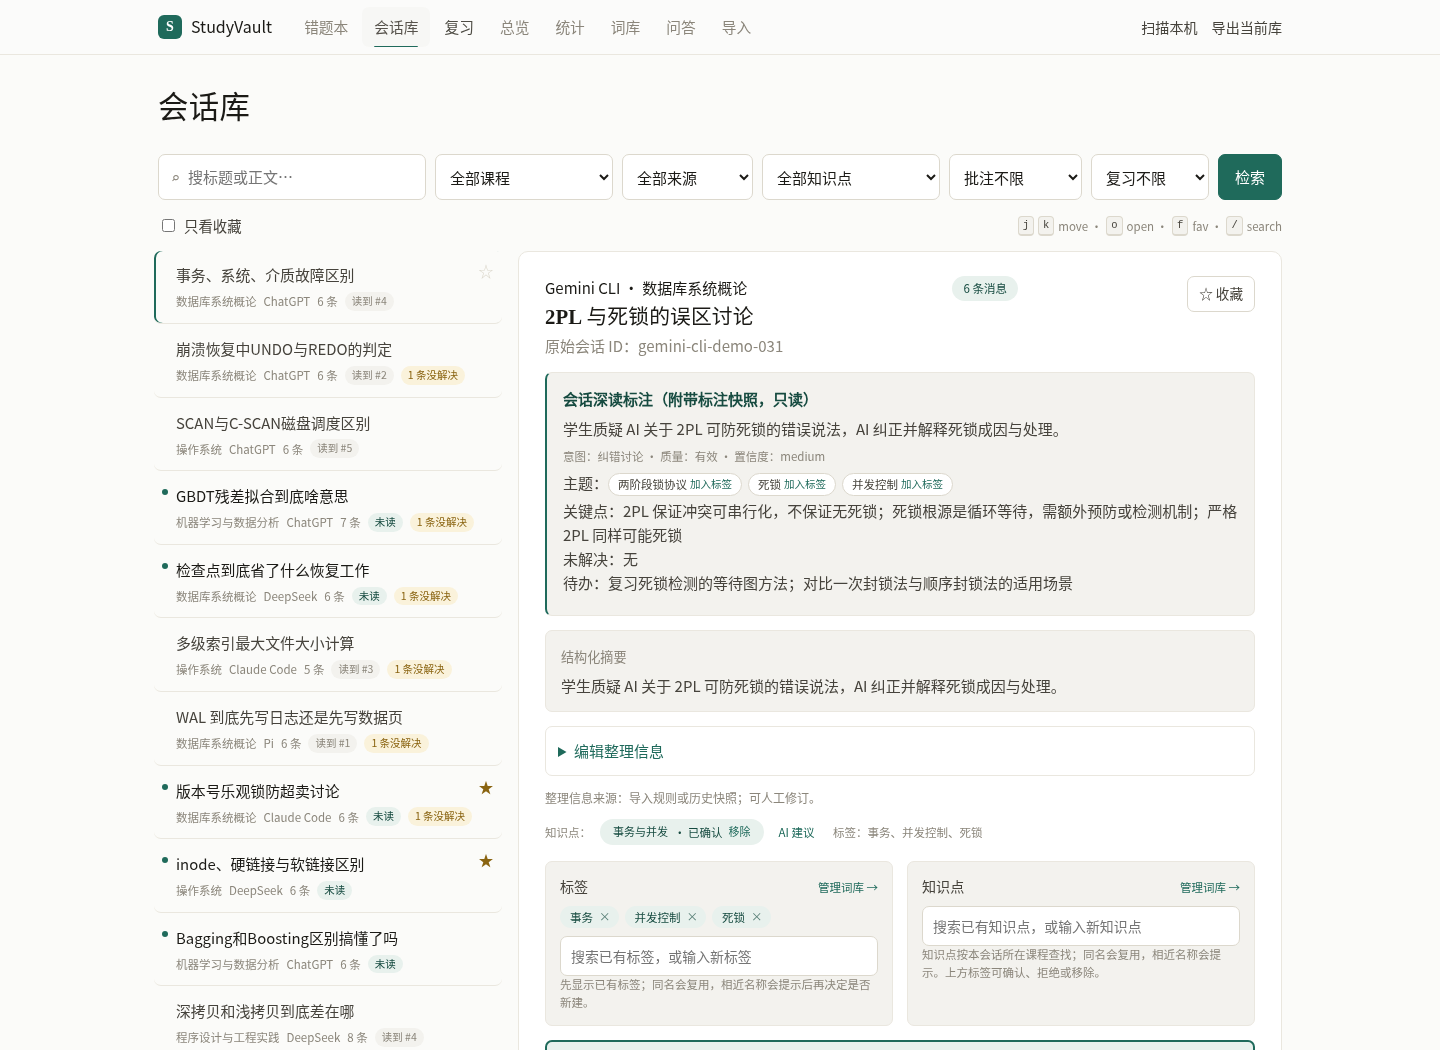 S StudyVault 错题本 会话库 复习 总览 统计 词库 问答 导入 扫描本机 导出当前库
会话库
搜标题或正文… 全部课程 全部来源 全部知识点 批注不限 复习不限 检索
只看收藏
j k move · o open · f fav · / search
事务、系统、介质故障区别 ☆
数据库系统概论 ChatGPT 6 条 读到 #4
崩溃恢复中UNDO与REDO的判定
数据库系统概论 ChatGPT 6 条 读到 #2 1 条没解决
SCAN与C-SCAN磁盘调度区别
操作系统 ChatGPT 6 条 读到 #5
GBDT残差拟合到底啥意思
机器学习与数据分析 ChatGPT 7 条 未读 1 条没解决
检查点到底省了什么恢复工作
数据库系统概论 DeepSeek 6 条 未读 1 条没解决
多级索引最大文件大小计算
操作系统 Claude Code 5 条 读到 #3 1 条没解决
WAL 到底先写日志还是先写数据页
数据库系统概论 Pi 6 条 读到 #1 1 条没解决
版本号乐观锁防超卖讨论 ★
数据库系统概论 Claude Code 6 条 未读 1 条没解决
inode、硬链接与软链接区别 ★
操作系统 DeepSeek 6 条 未读
Bagging和Boosting区别搞懂了吗
机器学习与数据分析 ChatGPT 6 条 未读
深拷贝和浅拷贝到底差在哪
程序设计与工程实践 DeepSeek 8 条 读到 #4
Gemini CLI · 数据库系统概论 6 条消息 ☆ 收藏
2PL 与死锁的误区讨论
原始会话 ID：gemini-cli-demo-031
会话深读标注（附带标注快照，只读）
学生质疑 AI 关于 2PL 可防死锁的错误说法，AI 纠正并解释死锁成因与处理。
意图：纠错讨论 · 质量：有效 · 置信度：medium
主题： 两阶段锁协议 加入标签 死锁 加入标签 并发控制 加入标签
关键点：2PL 保证冲突可串行化，不保证无死锁；死锁根源是循环等待，需额外预防或检测机制；严格
2PL 同样可能死锁
未解决：无
待办：复习死锁检测的等待图方法；对比一次封锁法与顺序封锁法的适用场景
结构化摘要
学生质疑 AI 关于 2PL 可防死锁的错误说法，AI 纠正并解释死锁成因与处理。
▶ 编辑整理信息
整理信息来源：导入规则或历史快照；可人工修订。
知识点： 事务与并发 · 已确认 移除 AI 建议 标签：事务、并发控制、死锁
标签 管理词库 →
事务 × 并发控制 × 死锁 ×
搜索已有标签，或输入新标签
先显示已有标签；同名会复用，相近名称会提示后再决定是否
新建。
知识点 管理词库 →
搜索已有知识点，或输入新知识点
知识点按本会话所在课程查找；同名会复用，相近名称会提
示。上方标签可确认、拒绝或移除。